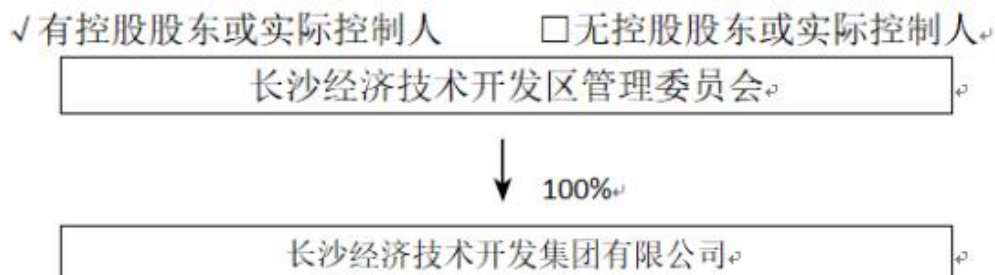 √有控股股东或实际控制人 □无控股股东或实际控制人
长沙经济技术开发区管理委员会
100%
长沙经济技术开发集团有限公司